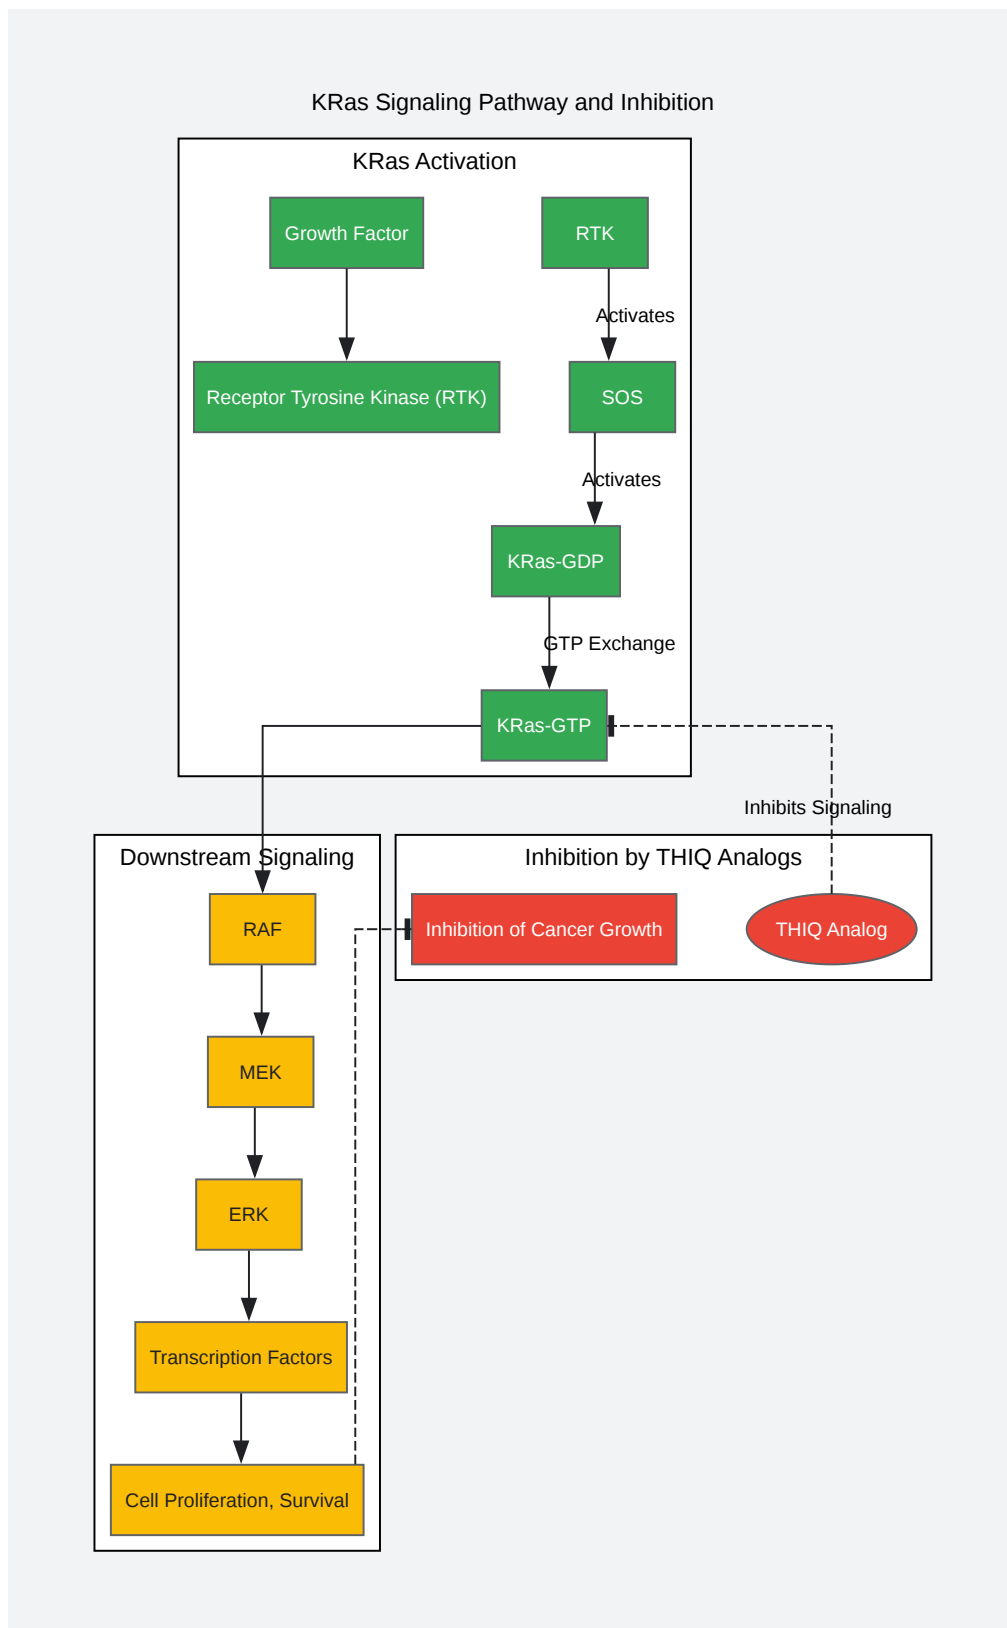 KRas Signaling Pathway and Inhibition
KRas Activation
Growth Factor
RTK
Activates
Receptor Tyrosine Kinase (RTK)
SOS
Activates
KRas-GDP
GTP Exchange
KRas-GTP
Inhibits Signaling
Downstream Signaling
Inhibition by THIQ Analogs
RAF
Inhibition of Cancer Growth
THIQ Analog
MEK
ERK
Transcription Factors
Cell Proliferation, Survival